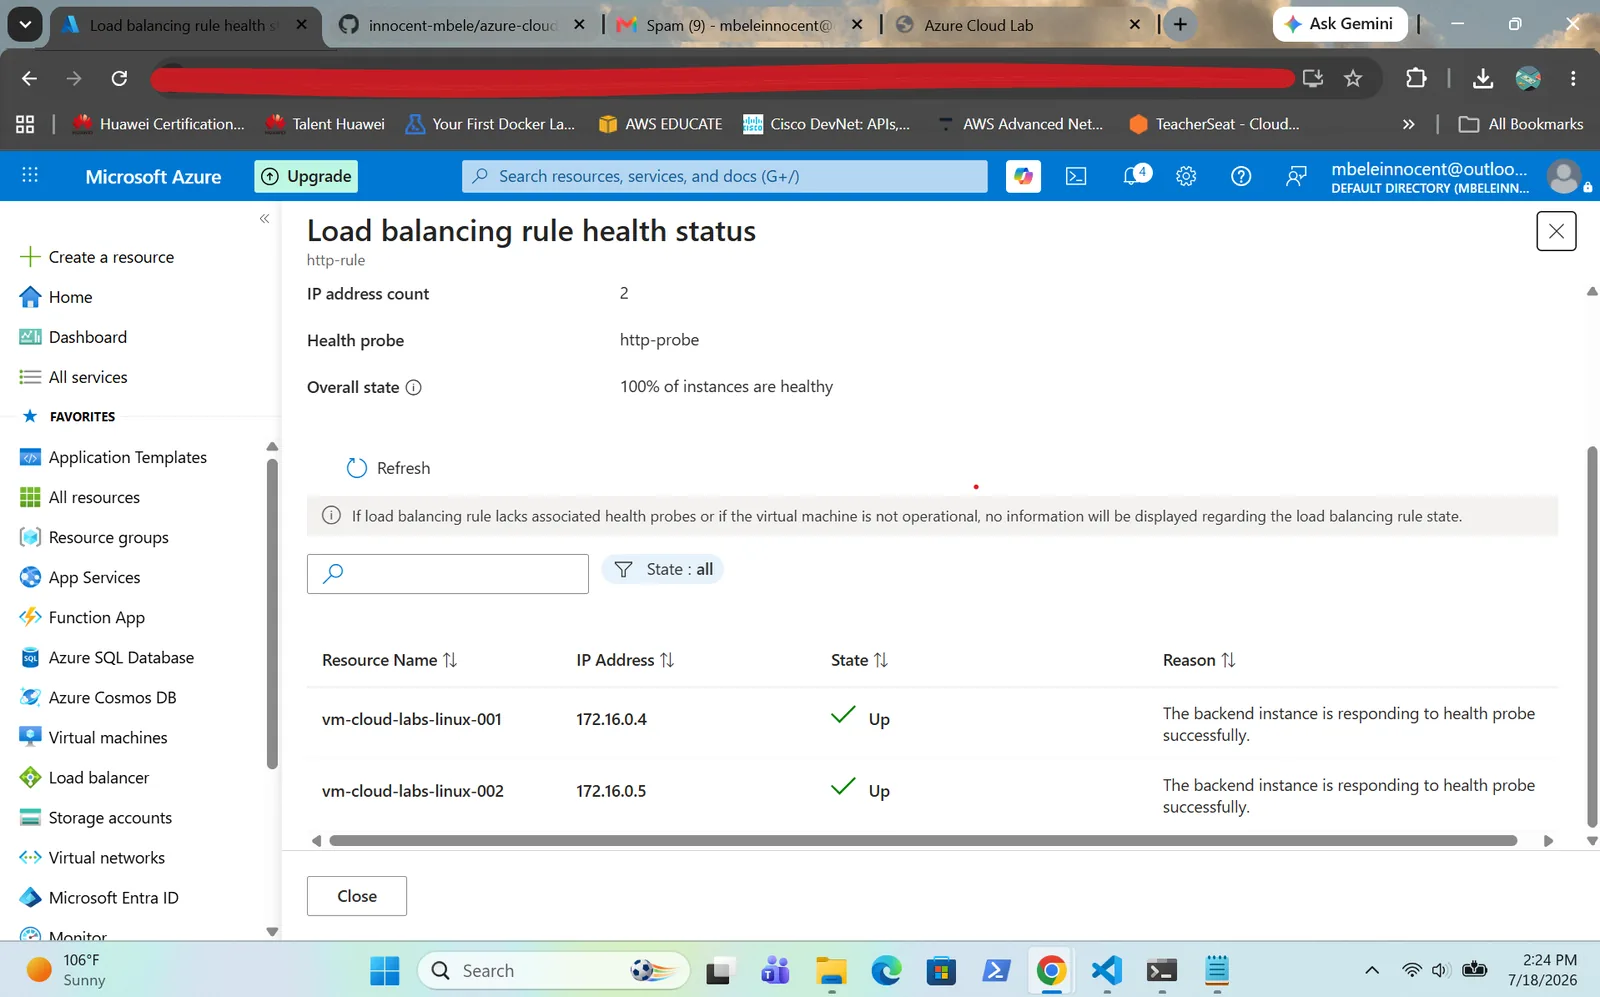 Load balancing rule health s
innocent-mbele/azure-cloud
Spam (9) - mbeleinnocent@
Azure Cloud Lab
Ask Gemini
Huawei Certification...
Talent Huawei
Your First Docker La...
AWS EDUCATE
Cisco DevNet: APIs,...
AWS Advanced Net...
TeacherSeat - Cloud...
All Bookmarks
Microsoft Azure
Upgrade
Search resources, services, and docs (G+/)
4
mbeleinnocent@outloo...
DEFAULT DIRECTORY (MBELEINN...
Create a resource
Home
Dashboard
All services
FAVORITES
Application Templates
All resources
Resource groups
App Services
Function App
Azure SQL Database
Azure Cosmos DB
Virtual machines
Load balancer
Storage accounts
Virtual networks
Microsoft Entra ID
Monitor
Load balancing rule health status
http-rule
IP address count 2
Health probe http-probe
Overall state 100% of instances are healthy
Refresh
If load balancing rule lacks associated health probes or if the virtual machine is not operational, no information will be displayed regarding the load balancing rule state.
State : all
Resource Name IP Address State Reason
vm-cloud-labs-linux-001 172.16.0.4 Up The backend instance is responding to health probe
successfully.
vm-cloud-labs-linux-002 172.16.0.5 Up The backend instance is responding to health probe
successfully.
Close
106°F
Sunny
Search
2:24 PM
7/18/2026